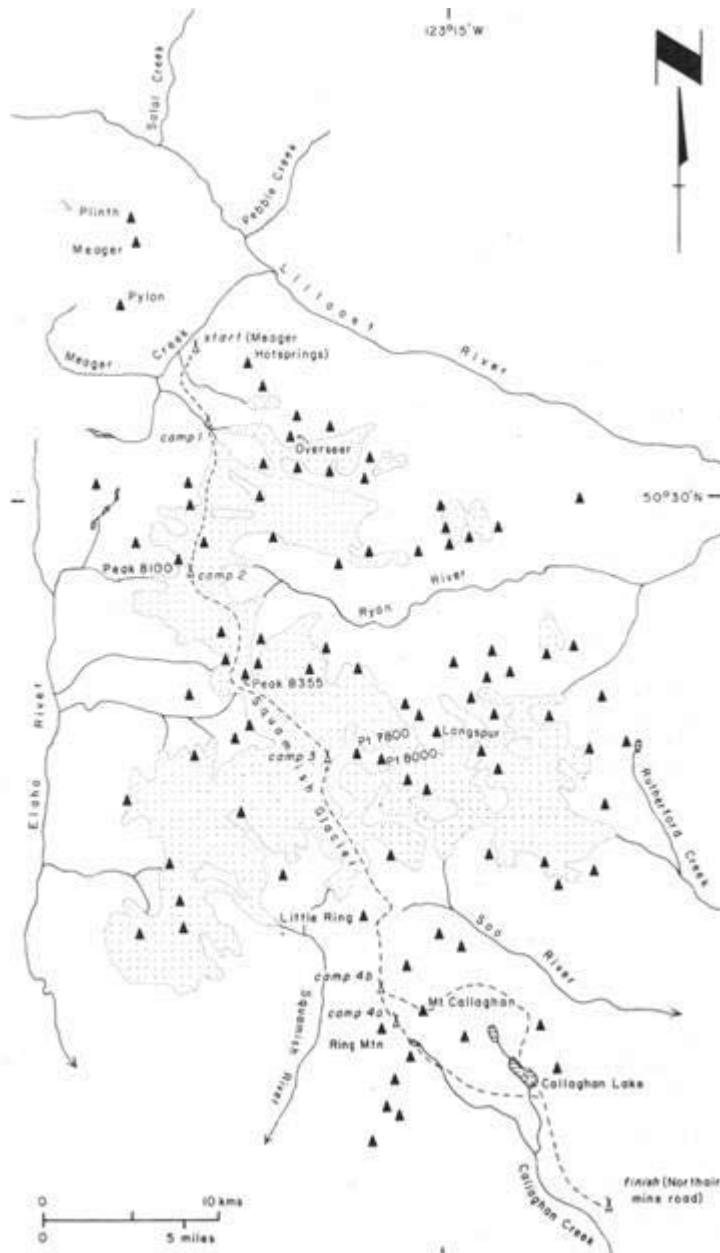 123°15'W
N
Salal Creek
Pebble Creek
Plinth
Meager
Pylon
Lillooet River
Meager Creek
start (Meager
Hotsprings)
camp 1
Overseer
50°30'N
Peak 8100
camp 2
Ryan River
Elaho River
Peak 8355
Squamish Glacier
Pt 7800
Longspur
Pt 8000
camp 3
Rutherford Creek
Little Ring
Soo River
camp 4b
Squamish River
Mt Callaghan
camp 4a
Ring Mtn
Callaghan Lake
Callaghan Creek
finish (Northair
mine road)
0 10 kms
0 5 miles